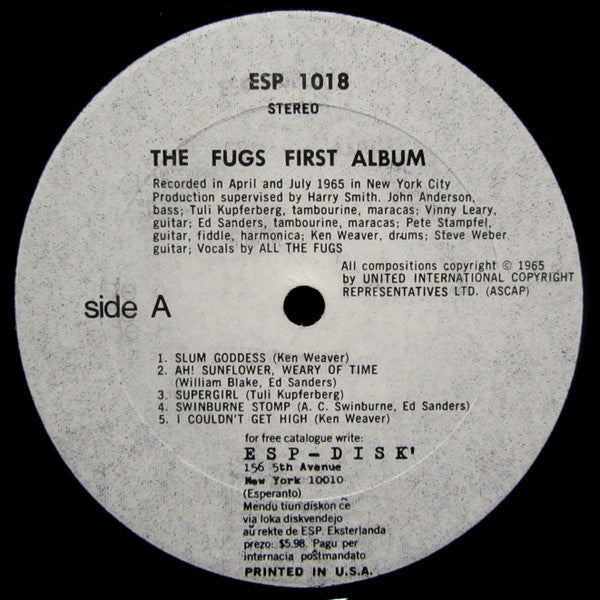 ESP 1018
STEREO
THE FUGS FIRST ALBUM
Recorded in April and July 1965 in New York City
Production supervised by Harry Smith. John Anderson,
bass; Tuli Kupferberg, tambourine, maracas; Vinny Leary,
guitar; Ed Sanders, tambourine, maracas; Pete Stampfel,
guitar, fiddle, harmonica; Ken Weaver, drums; Steve Weber
guitar; Vocals by ALL THE FUGS
All compositions copyright © 1965
by UNITED INTERNATIONAL COPYRIGHT
REPRESENTATIVES LTD. (ASCAP)
side A
1. SLUM GODDESS (Ken Weaver)
2. AH! SUNFLOWER, WEARY OF TIME
(William Blake, Ed Sanders)
3. SUPERGIRL (Tuli Kupferberg)
4. SWINBURNE STOMP (A. C. Swinburne, Ed Sanders)
5. I COULDN'T GET HIGH (Ken Weaver)
for free catalogue write:
ESP-DISK'
156 5th Avenue
New York 10010
(Esperanto)
Mendu tiun diskon ĉe
via loka diskvendejo
aŭ rekte de ESP. Eksterlanda
prezo: $5.98. Pagu per
internacia poŝtmandato
PRINTED IN U.S.A.